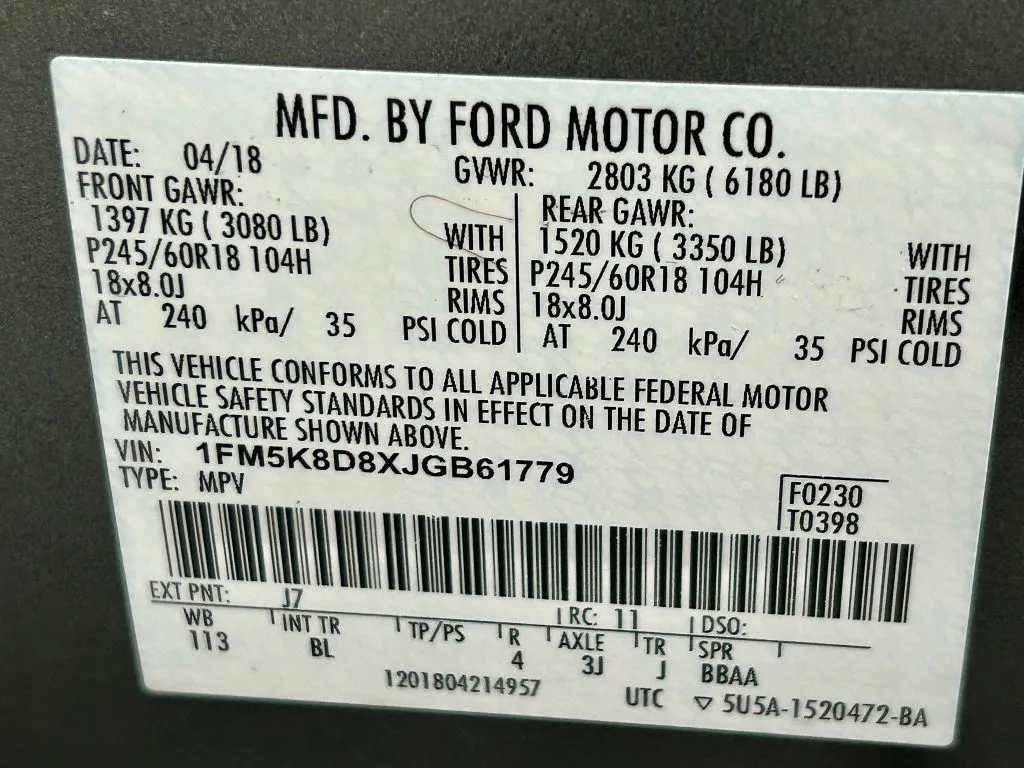 MFD. BY FORD MOTOR CO.
DATE: 04/18 GVWR: 2803 KG ( 6180 LB)
FRONT GAWR: REAR GAWR:
1397 KG ( 3080 LB) WITH 1520 KG ( 3350 LB) WITH
P245/60R18 104H TIRES P245/60R18 104H TIRES
18x8.0J RIMS 18x8.0J RIMS
AT 240 kPa/ 35 PSI COLD AT 240 kPa/ 35 PSI COLD
THIS VEHICLE CONFORMS TO ALL APPLICABLE FEDERAL MOTOR
VEHICLE SAFETY STANDARDS IN EFFECT ON THE DATE OF
MANUFACTURE SHOWN ABOVE.
VIN: 1FM5K8D8XJGB61779
TYPE: MPV F0230
T0398
EXT PNT: J7 RC: 11 DSO:
WB INT TR TP/PS R AXLE TR SPR
113 BL 4 3J J BBAA
1201804214957 UTC ▽ 5U5A-1520472-BA